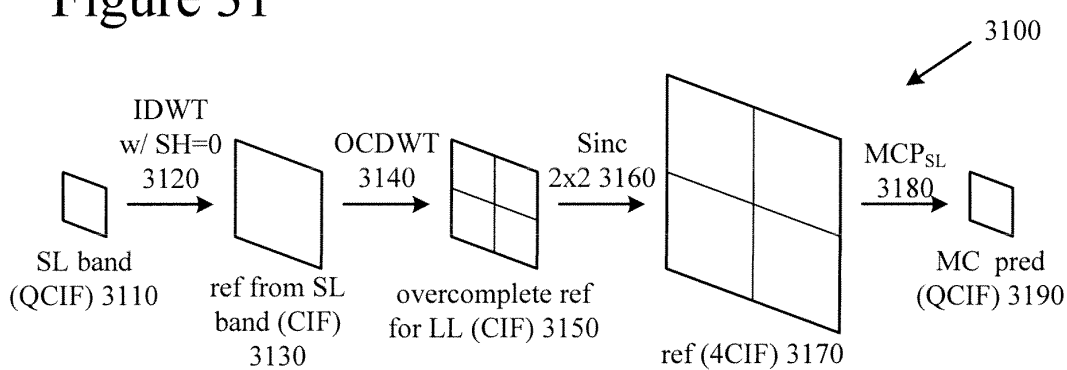 Figure 31
3100
IDWT
w/ SH=0
3120
OCDWT
3140
Sinc
2x2 3160
MCPSL
3180
SL band
(QCIF) 3110
ref from SL
band (CIF)
3130
overcomplete ref
for LL (CIF) 3150
ref (4CIF) 3170
MC pred
(QCIF) 3190